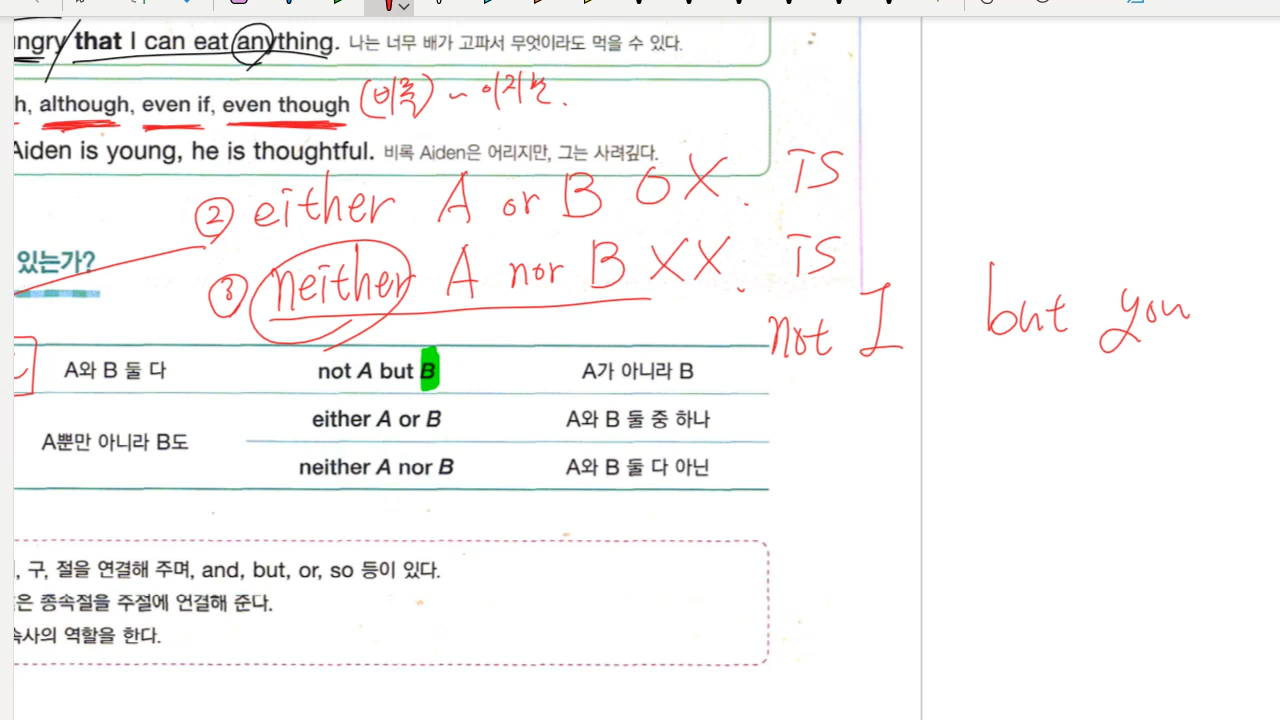 ngry that I can eat anything. 나는 너무 배가 고파서 무엇이라도 먹을 수 있다.
h, although, even if, even though (비록) ~ 이지만.
Aiden is young, he is thoughtful. 비록 Aiden은 어리지만, 그는 사려깊다.
② either A or B O X. is
있는가?
③ neither A nor B X X. is
not I but you
A와 B 둘 다 not A but B A가 아니라 B
either A or B A와 B 둘 중 하나
A뿐만 아니라 B도
neither A nor B A와 B 둘 다 아닌
, 구, 절을 연결해 주며, and, but, or, so 등이 있다.
은 종속절을 주절에 연결해 준다.
속사의 역할을 한다.